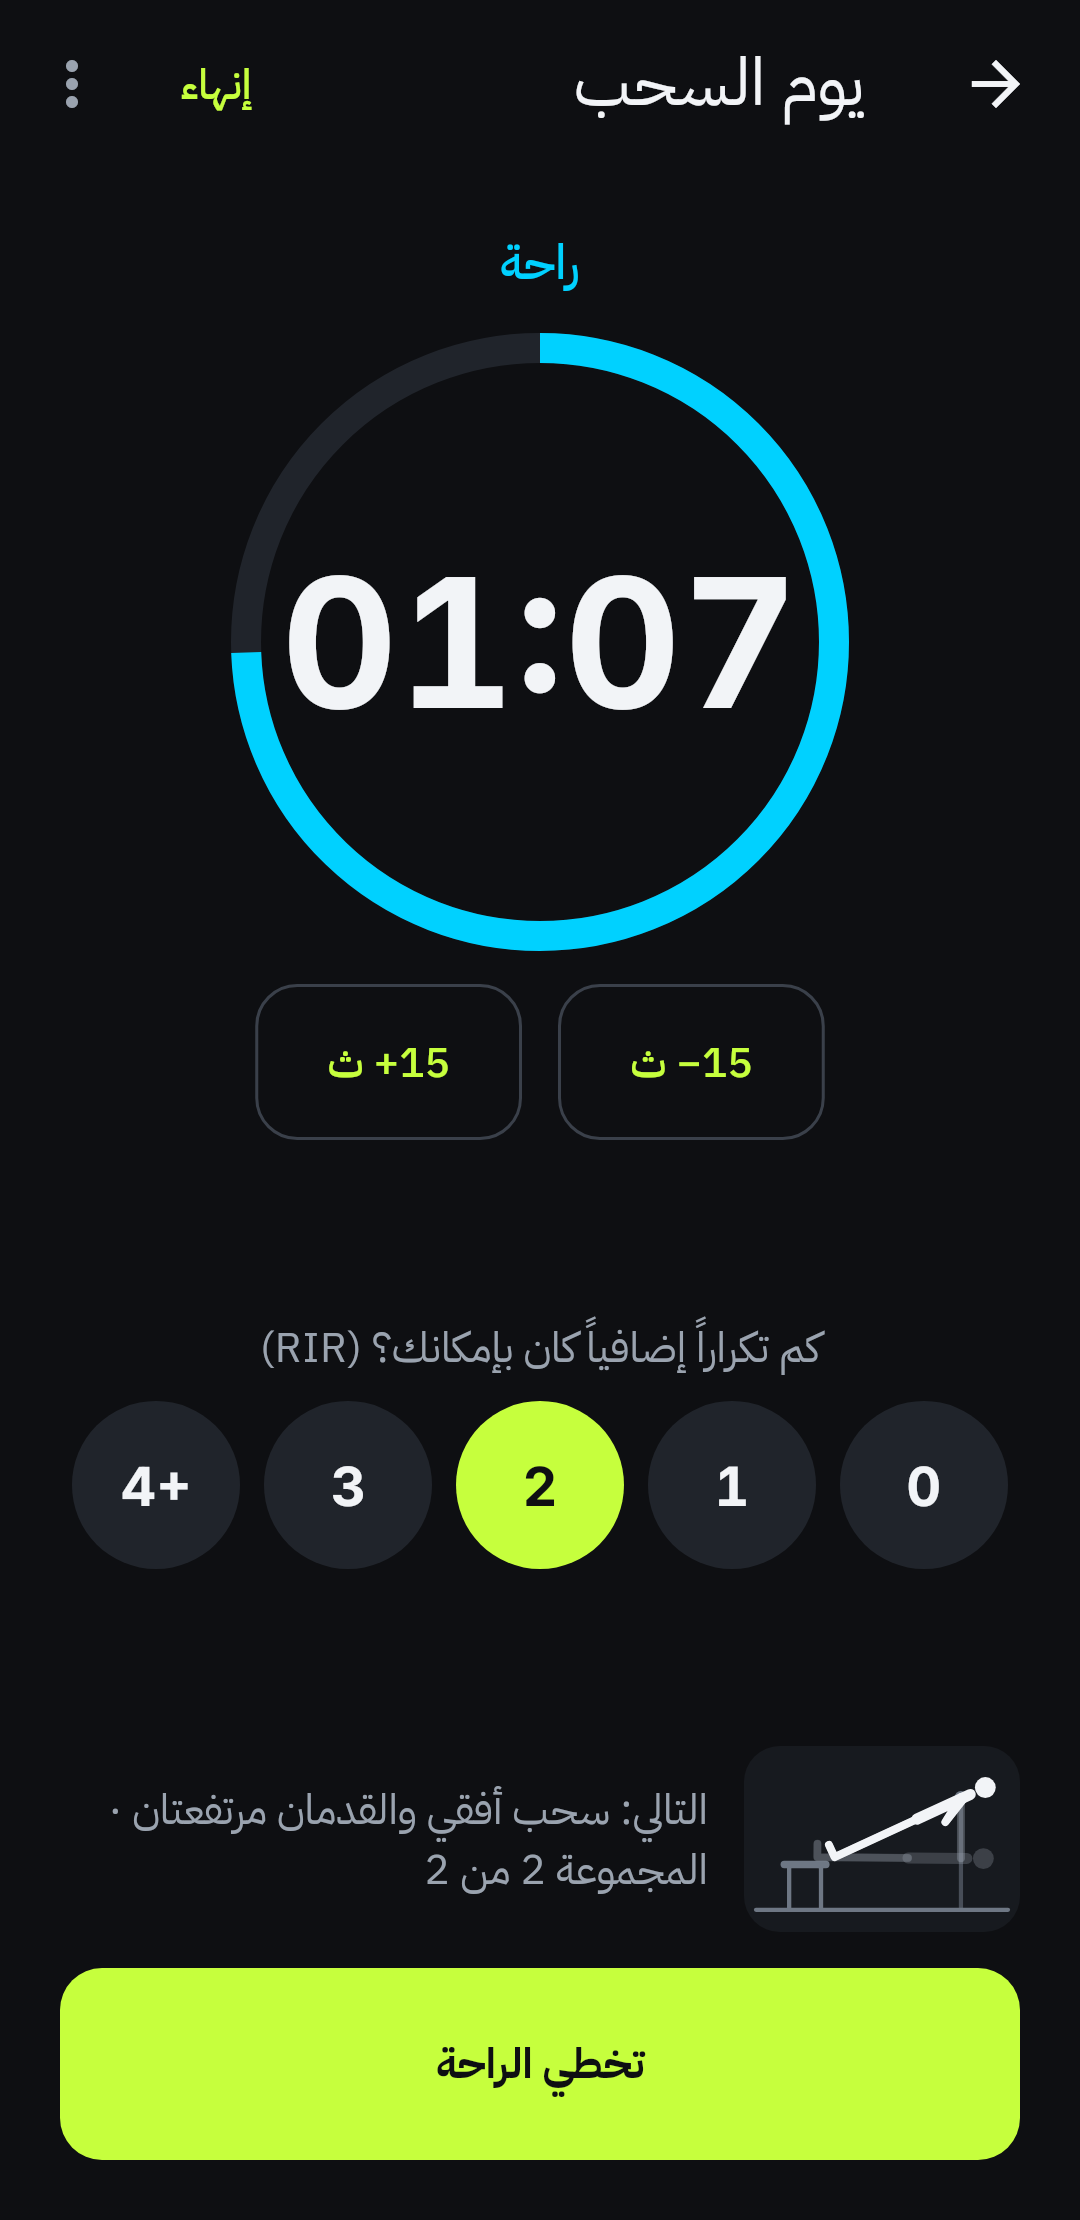 يوم السحب
إنهاء
راحة
01:07
−15 ث
+15 ث
كم تكراراً إضافياً كان بإمكانك؟ (RIR)
0
1
2
3
4+
التالي: سحب أفقي والقدمان مرتفعتان ·
المجموعة 2 من 2
تخطي الراحة